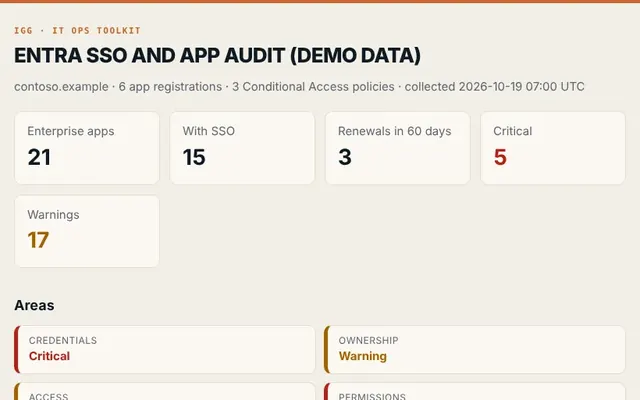 IGG · IT OPS TOOLKIT
ENTRA SSO AND APP AUDIT (DEMO DATA)
contoso.example · 6 app registrations · 3 Conditional Access policies · collected 2026-10-19 07:00 UTC
Enterprise apps
21
With SSO
15
Renewals in 60 days
3
Critical
5
Warnings
17
Areas
CREDENTIALS
Critical
OWNERSHIP
Warning
ACCESS
PERMISSIONS